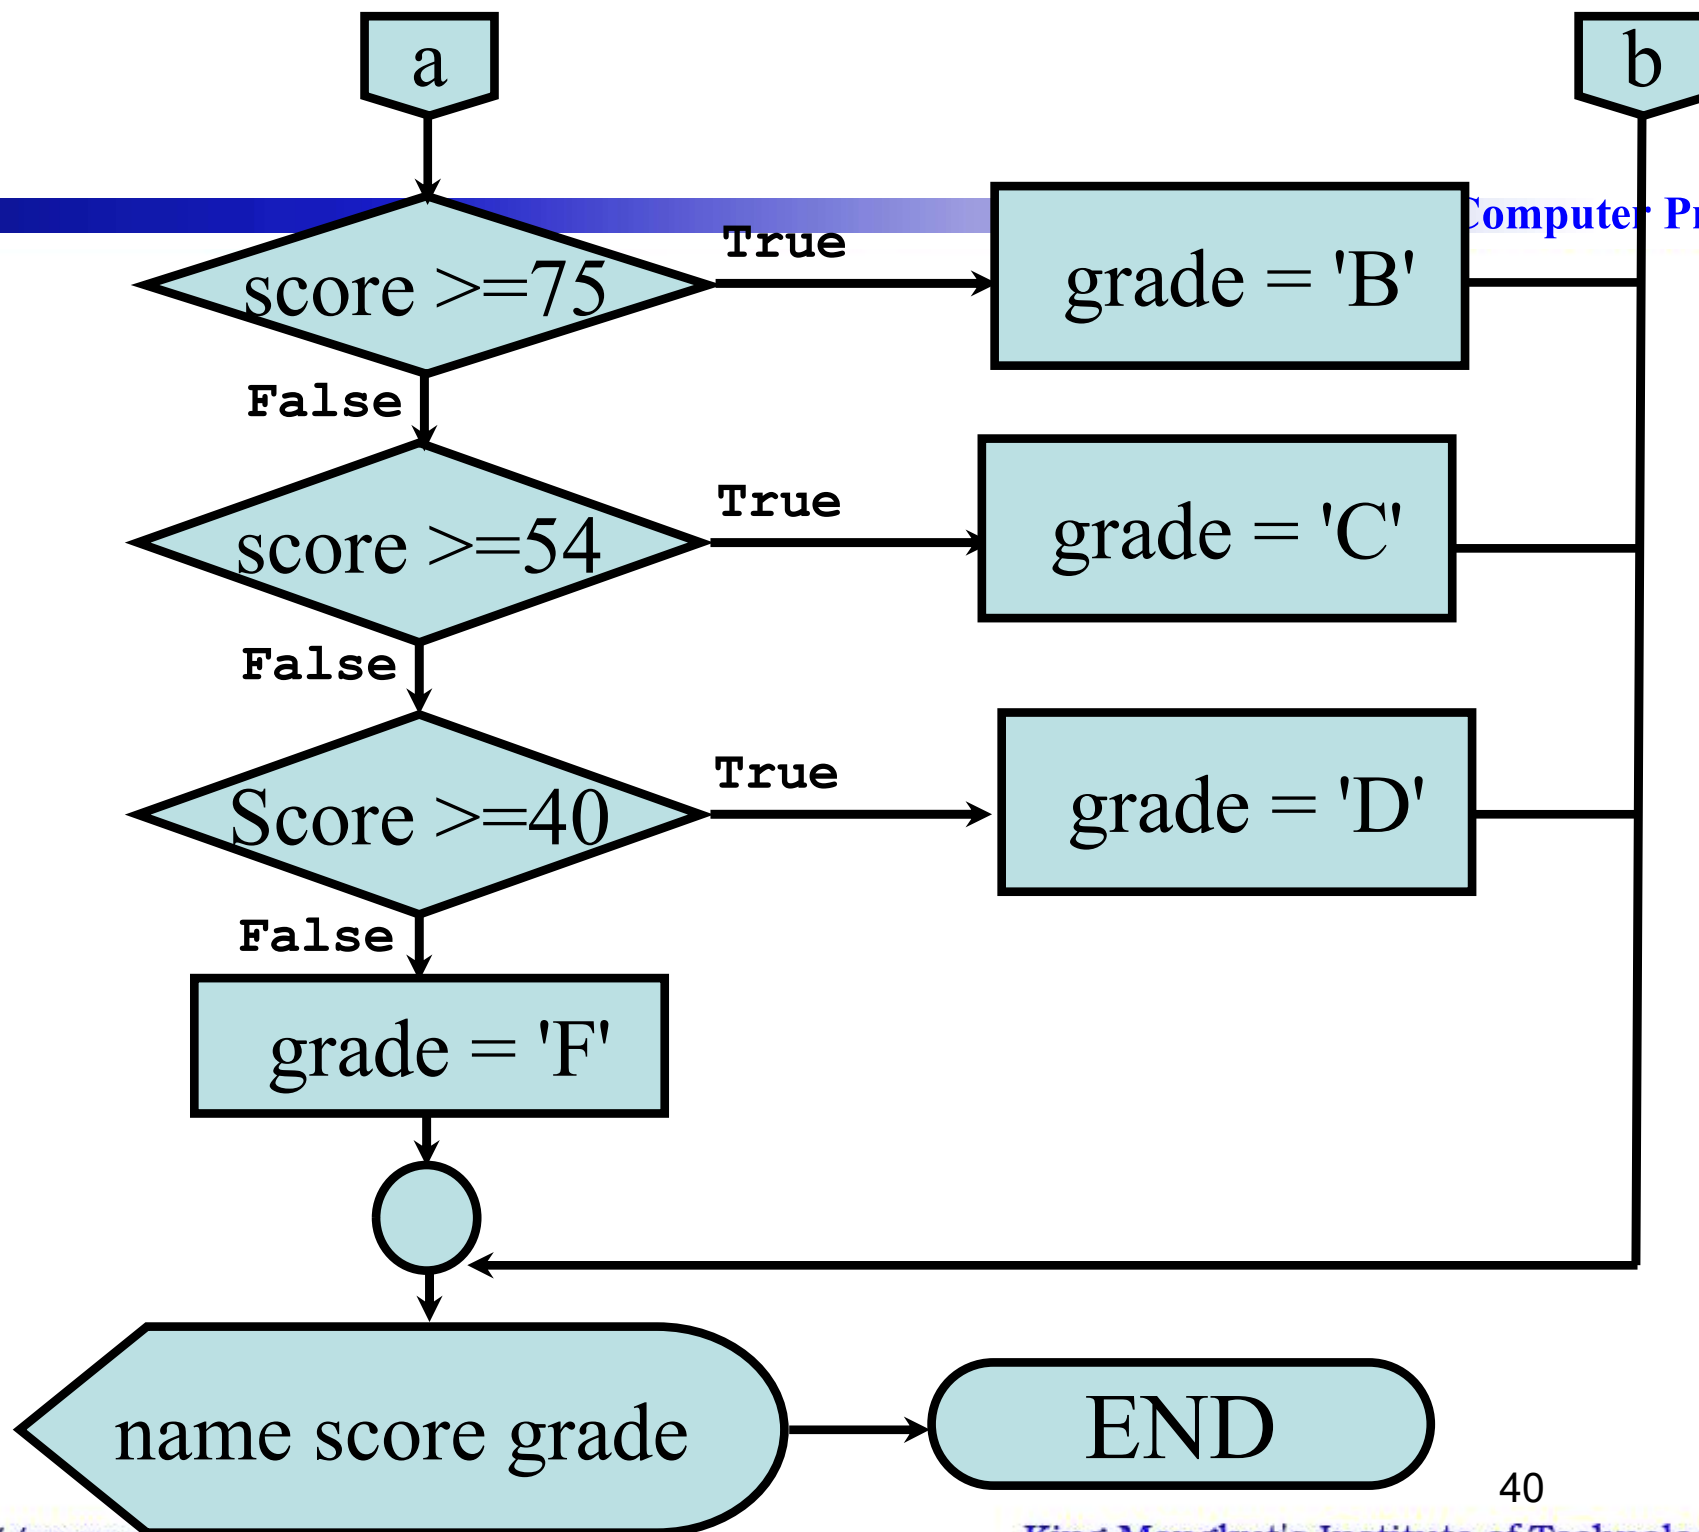 a
b
Computer
True
score >=75
grade = 'B'
False
True
score >=54
grade = 'C'
False
True
Score >=40
grade = 'D'
False
grade = 'F'
name score grade
END
40